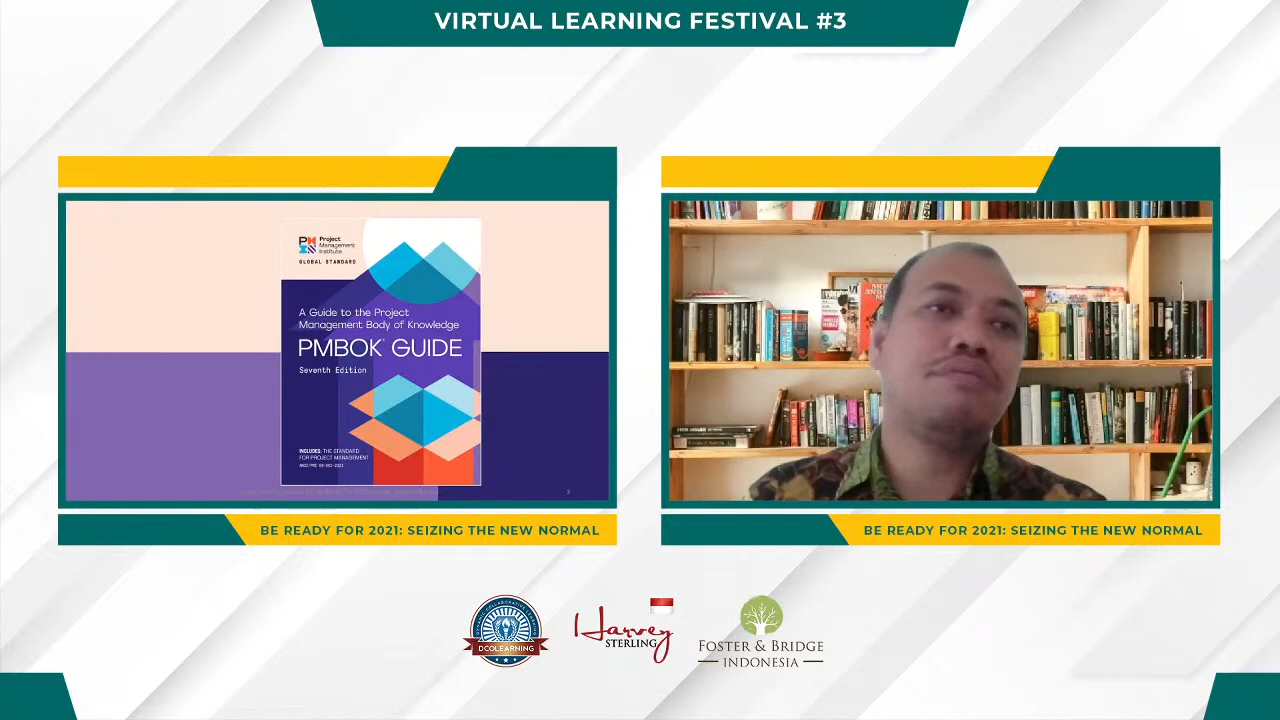 VIRTUAL LEARNING FESTIVAL #3
Project
Management
Institute
GLOBAL STANDARD
A Guide to the Project
Management Body of Knowledge
PMBOK GUIDE
Seventh Edition
INCLUDES: THE STANDARD
FOR PROJECT MANAGEMENT
3
BE READY FOR 2021: SEIZING THE NEW NORMAL
BE READY FOR 2021: SEIZING THE NEW NORMAL
DCOLEARNING
Harvey
STERLING
FOSTER & BRIDGE
INDONESIA